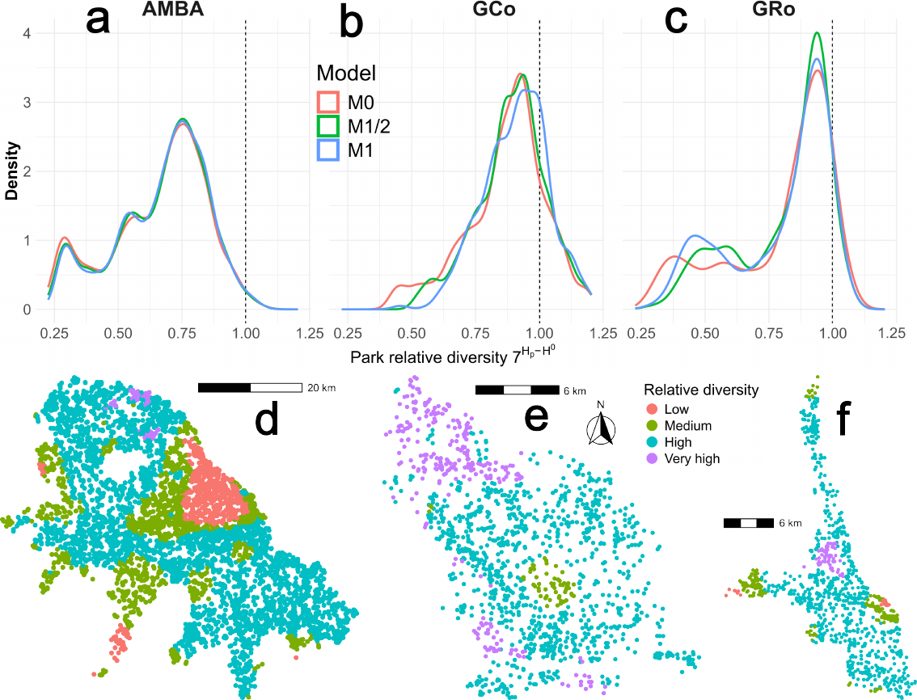 a AMBA
b GCo
c GRo
Density
4
3
2
1
0
Model
M0
M1/2
M1
0.25 0.50 0.75 1.00 1.25
0.25 0.50 0.75 1.00 1.25
0.25 0.50 0.75 1.00 1.25
Park relative diversity 7^Hp−H^0
d
20 km
e
6 km
N
Relative diversity
Low
Medium
High
Very high
f
6 km